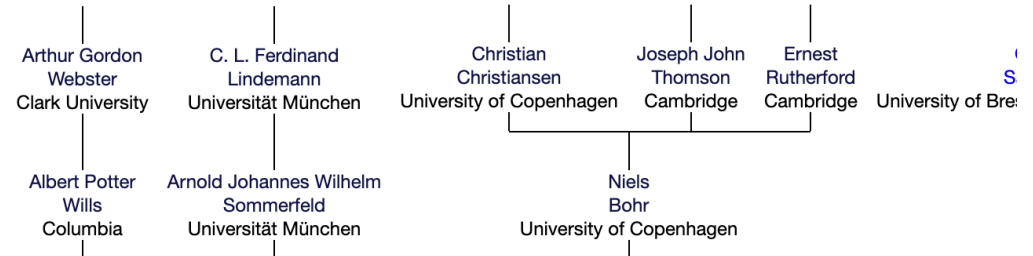 Arthur Gordon
Webster
Clark University
C. L. Ferdinand
Lindemann
Universität München
Christian
Christiansen
University of Copenhagen
Joseph John
Thomson
Cambridge
Ernest
Rutherford
Cambridge
University of
Albert Potter
Wills
Columbia
Arnold Johannes Wilhelm
Sommerfeld
Universität München
Niels
Bohr
University of Copenhagen